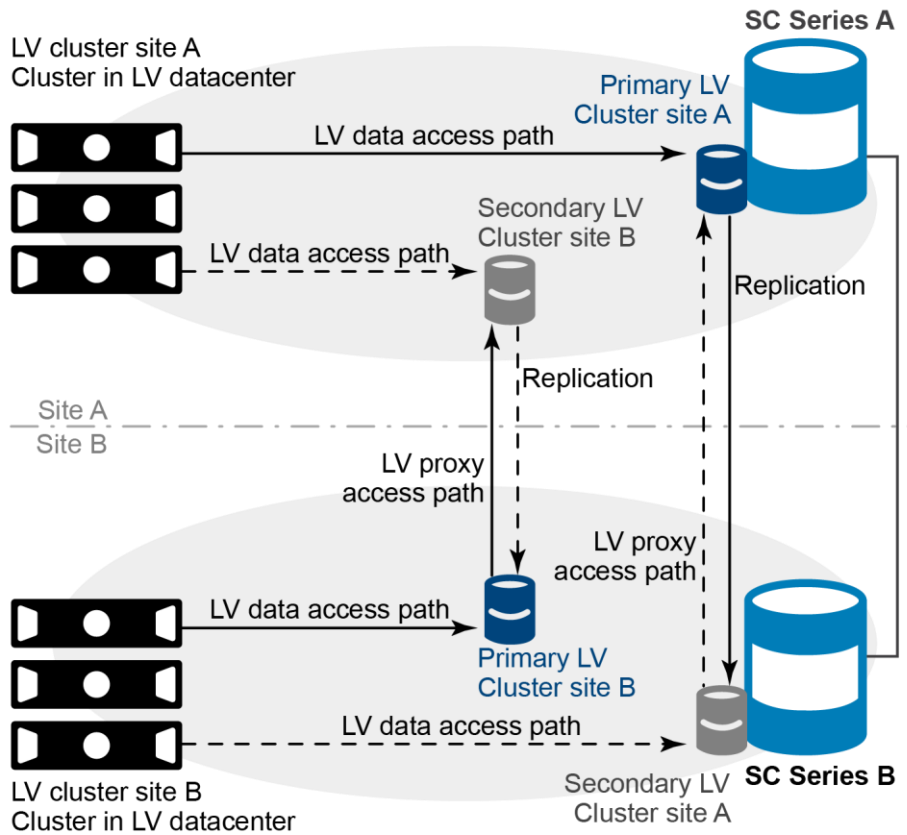 SC Series A
LV cluster site A
Cluster in LV datacenter
Primary LV
Cluster site A
LV data access path
Secondary LV
Cluster site B
LV data access path
Replication
Replication
Site A
Site B
LV proxy
access path
LV proxy
access path
LV data access path
Primary LV
Cluster site B
LV data access path
SC Series B
Secondary LV
Cluster site A
LV cluster site B
Cluster in LV datacenter